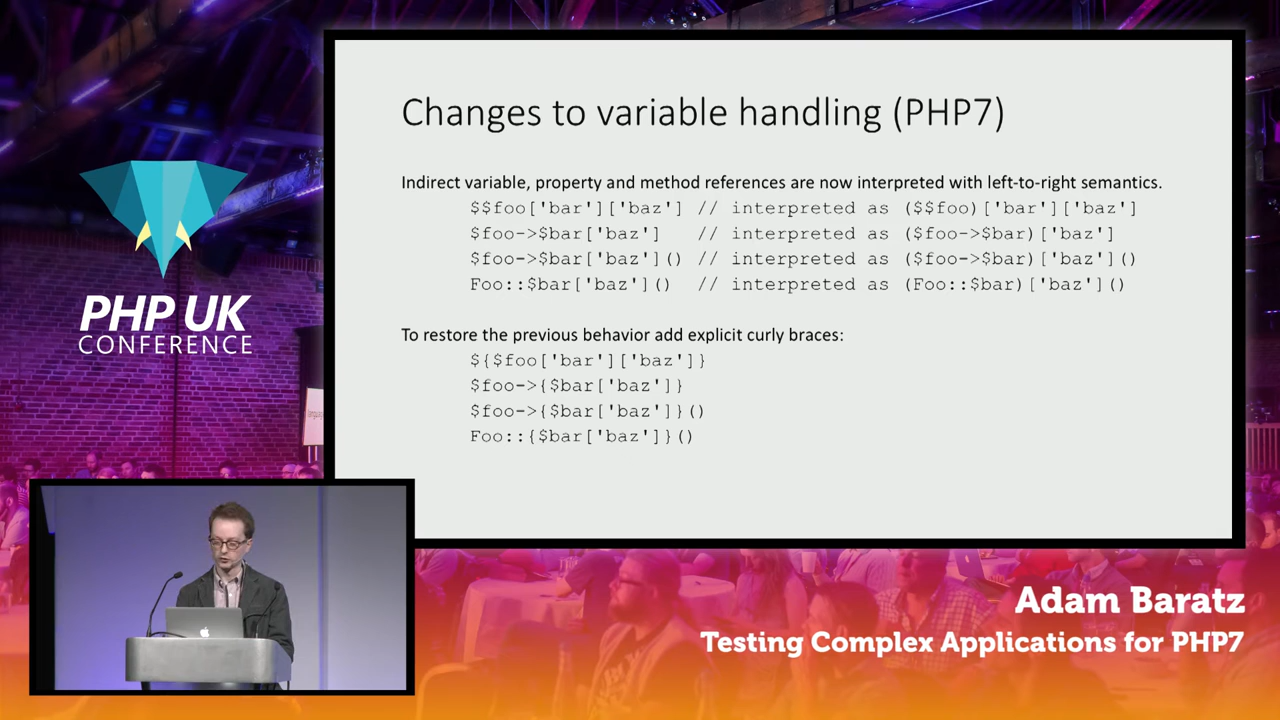 Changes to variable handling (PHP7)
Indirect variable, property and method references are now interpreted with left-to-right semantics.
$$foo['bar']['baz'] // interpreted as ($$foo)['bar']['baz']
$foo->$bar['baz']   // interpreted as ($foo->$bar)['baz']
$foo->$bar['baz']() // interpreted as ($foo->$bar)['baz']()
Foo::$bar['baz']()  // interpreted as (Foo::$bar)['baz']()
To restore the previous behavior add explicit curly braces:
${$foo['bar']['baz']}
$foo->{$bar['baz']}
$foo->{$bar['baz']}()
Foo::{$bar['baz']}()
PHP UK
CONFERENCE
Adam Baratz
Testing Complex Applications for PHP7